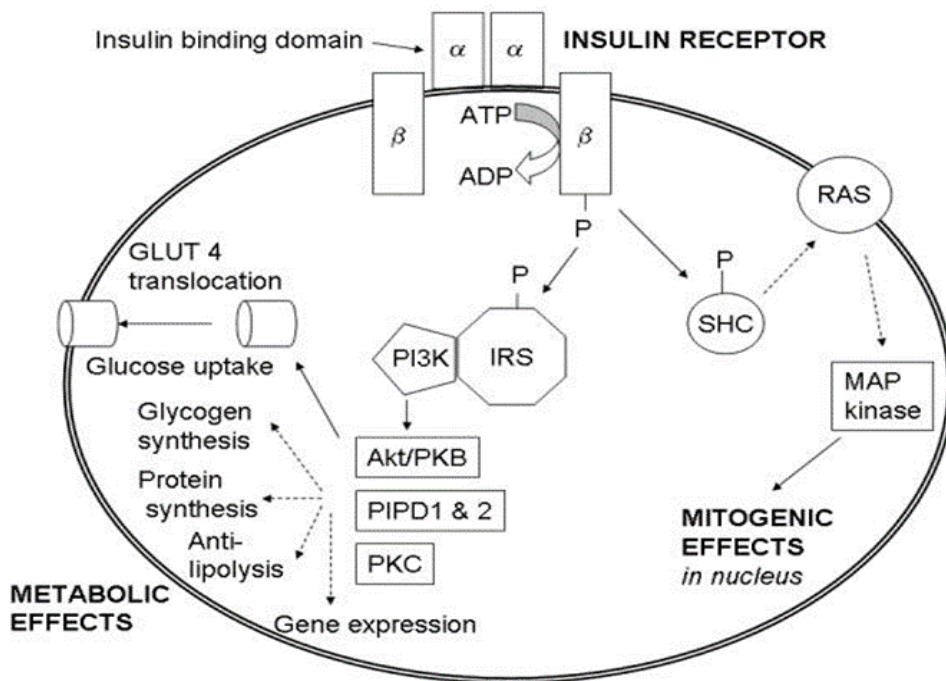 Insulin binding domain
α
α
INSULIN RECEPTOR
β
ATP
ADP
β
P
RAS
GLUT 4
translocation
P
P
SHC
PI3K
IRS
Glucose uptake
MAP
kinase
Glycogen
synthesis
Akt/PKB
Protein
synthesis
PIPD1 & 2
Anti-
lipolysis
PKC
MITOGENIC
EFFECTS
in nucleus
METABOLIC
EFFECTS
Gene expression